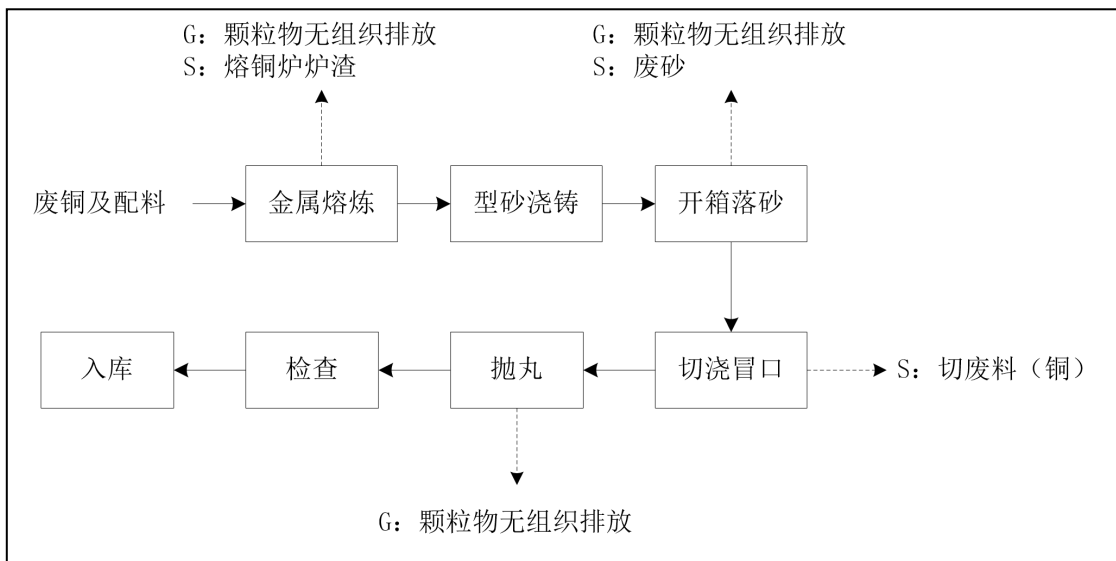 G: 颗粒物无组织排放
S: 熔铜炉炉渣
G: 颗粒物无组织排放
S: 废砂
废铜及配料
金属熔炼
型砂浇铸
开箱落砂
入库
检查
抛丸
切浇冒口
S: 切废料（铜）
G: 颗粒物无组织排放